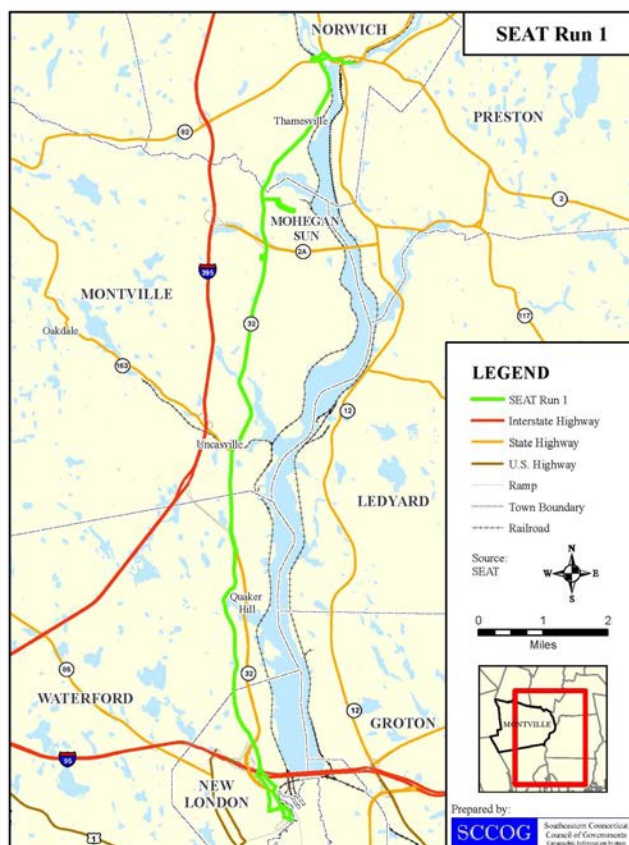 NORWICH
SEAT Run 1
PRESTON
Thamesville
82
2
MOHEGAN
SUN
2A
395
MONTVILLE
32
117
Oakdale
163
12
Uncasville
LEDYARD
Quaker
Hill
85
32
WATERFORD
12
GROTON
95
NEW
LONDON
1
LEGEND
SEAT Run 1
Interstate Highway
State Highway
U.S. Highway
Ramp
Town Boundary
Railroad
Source:
SEAT
N
W E
S
0 1 2
Miles
MONTVILLE
Prepared by:
SCCOG
Southeastern Connecticut
Council of Governments
Geographic Information System